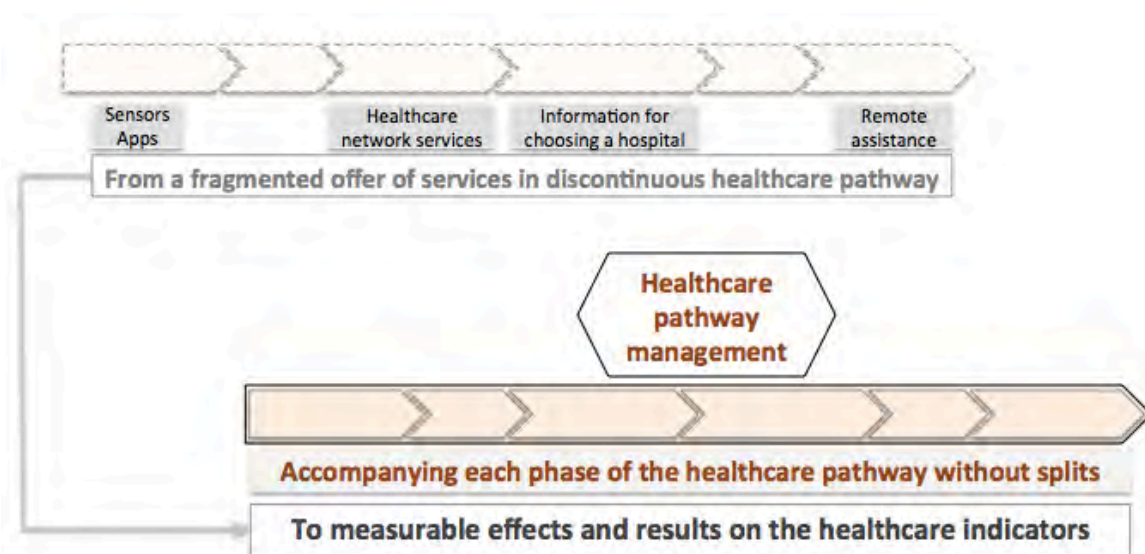 Sensors
Apps
Healthcare
network services
Information for
choosing a hospital
Remote
assistance
From a fragmented offer of services in discontinuous healthcare pathway
Healthcare
pathway
management
Accompanying each phase of the healthcare pathway without splits
To measurable effects and results on the healthcare indicators